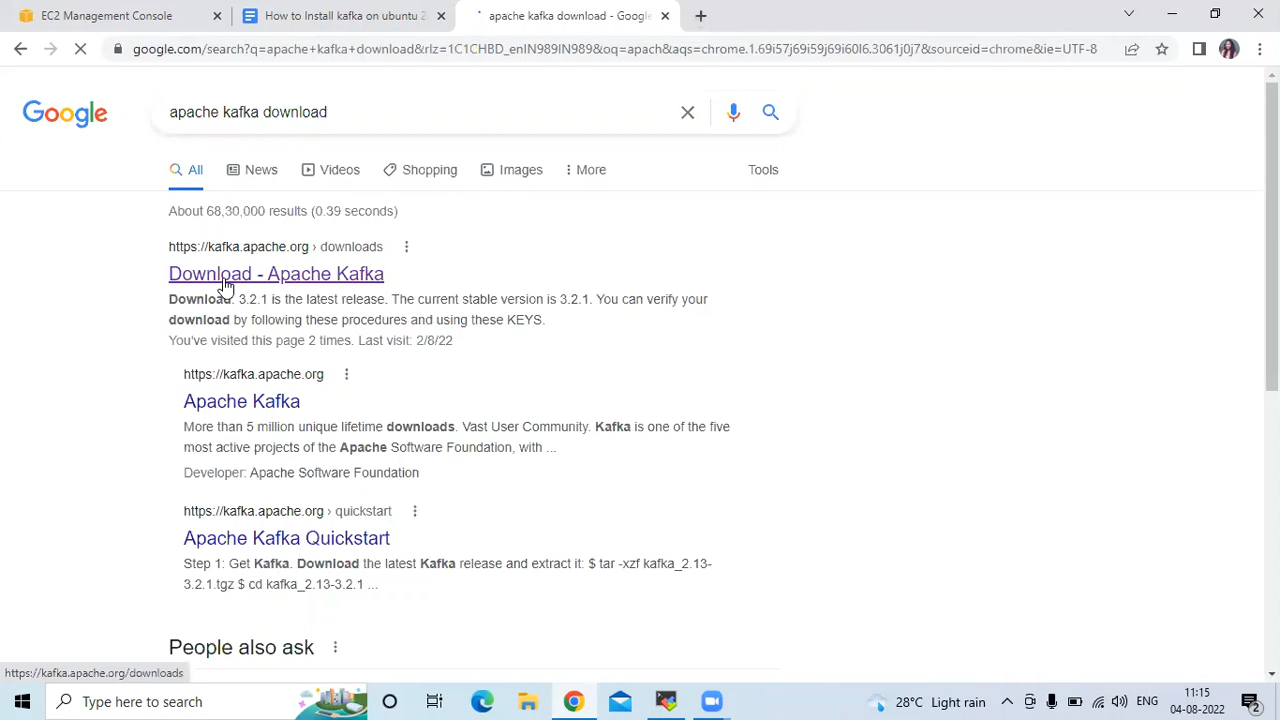 EC2 Management Console
How to Install kafka on ubuntu 2
apache kafka download - Google
google.com/search?q=apache+kafka+download&rlz=1C1CHBD_enIN989IN989&oq=apach&aqs=chrome.1.69i57j69i59j69i60l6.3061j0j7&sourceid=chrome&ie=UTF-8
Google
apache kafka download
All
News
Videos
Shopping
Images
More
Tools
About 68,30,000 results (0.39 seconds)
https://kafka.apache.org › downloads
Download - Apache Kafka
Download. 3.2.1 is the latest release. The current stable version is 3.2.1. You can verify your
download by following these procedures and using these KEYS.
You've visited this page 2 times. Last visit: 2/8/22
https://kafka.apache.org
Apache Kafka
More than 5 million unique lifetime downloads. Vast User Community. Kafka is one of the five
most active projects of the Apache Software Foundation, with ...
Developer: Apache Software Foundation
https://kafka.apache.org › quickstart
Apache Kafka Quickstart
Step 1: Get Kafka. Download the latest Kafka release and extract it: $ tar -xzf kafka_2.13-
3.2.1.tgz $ cd kafka_2.13-3.2.1 ...
People also ask
https://kafka.apache.org/downloads
Type here to search
28°C Light rain
ENG
11:15
04-08-2022
2